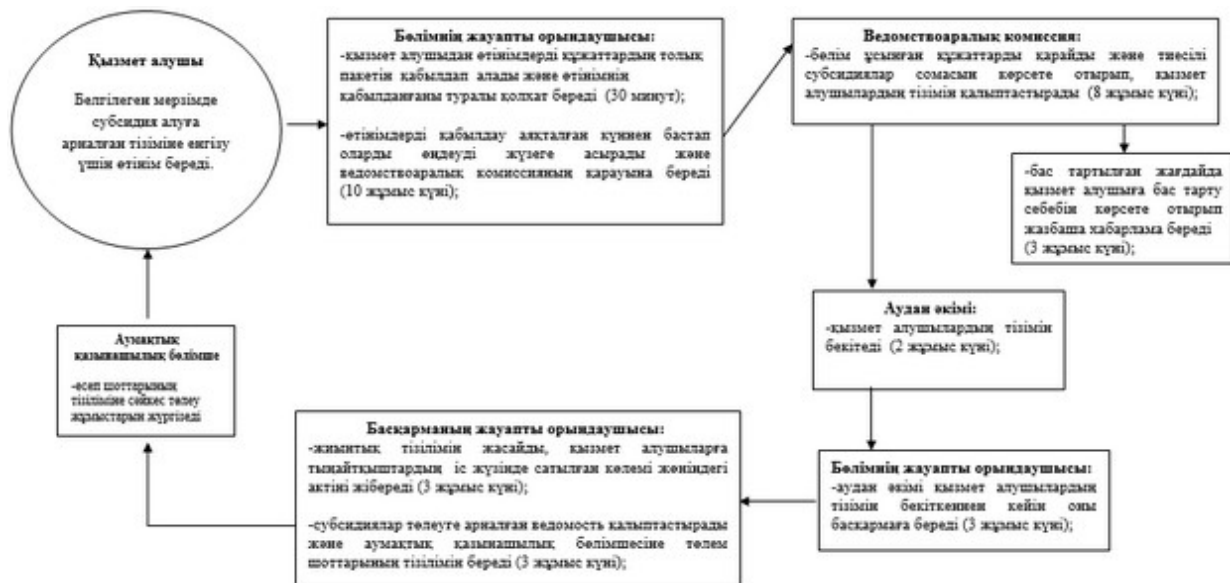 Қызмет алушы
Белгілеген мерзімде
субсидия алуға
арналған тізіміне енгізу
үшін өтінім береді.
Бөлімнің жауапты орындаушысы:
-қызмет алушыдан өтінімдерді құжаттардың толық
пакетін қабылдап алады және өтінімнің
қабылданғаны туралы қолхат береді (30 минут);
-өтінімдерді қабылдау аяқталған күннен бастап
оларды өңдеуді жүзеге асырады және
ведомствоаралық комиссияның қарауына береді
(10 жұмыс күні);
Ведомствоаралық комиссия:
-бөлім ұсынған құжаттарды қарайды және тиесілі
субсидиялар сомасын көрсете отырып, қызмет
алушылардың тізімін қалыптастырады (8 жұмыс күні);
-бас тартылған жағдайда
қызмет алушыға бас тарту
себебін көрсете отырып
жазбаша хабарлама береді
(3 жұмыс күні);
Аудан әкімі:
-қызмет алушылардың тізімін
бекітеді (2 жұмыс күні);
Бөлімнің жауапты орындаушысы:
-аудан әкімі қызмет алушылардың
тізімін бекіткеннен кейін оны
басқармаға береді (3 жұмыс күні);
Басқарманың жауапты орындаушысы:
-жиынтық тізілімін жасайды, қызмет алушыларға
тыңайтқыштардың іс жүзінде сатылған көлемі жөніндегі
актіні жібереді (3 жұмыс күні);
-субсидиялар төлеуге арналған ведомость қалыптастырады
және аумақтық қазынашылық бөлімшесіне төлем
шоттарының тізілімін береді (3 жұмыс күні);
Аумақтық
қазынашылық бөлімше
-есеп шоттарының
тізіліміне сәйкес төлеу
жұмыстарын жүргізеді